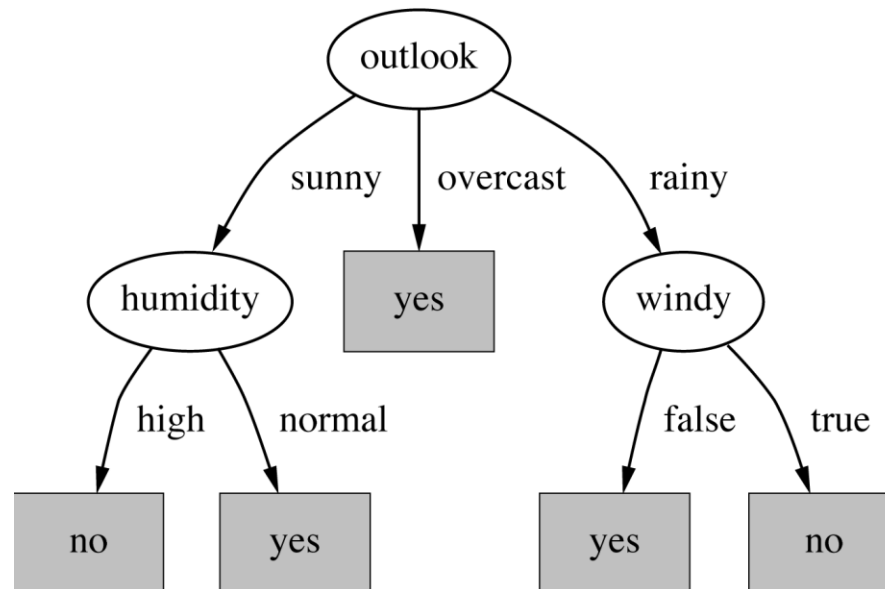 outlook
sunny overcast rainy
humidity yes windy
high normal false true
no yes yes no